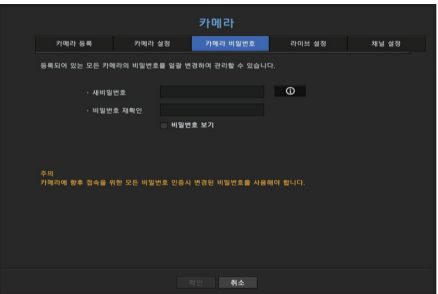 카메라
카메라 등록 카메라 설정 카메라 비밀번호 라이브 설정 채널 설정
등록되어 있는 모든 카메라의 비밀번호를 일괄 변경하여 관리할 수 있습니다.
· 새비밀번호
· 비밀번호 재확인
비밀번호 보기
주의
카메라에 향후 접속을 위한 모든 비밀번호 인증시 변경된 비밀번호를 사용해야 합니다.
확인 취소